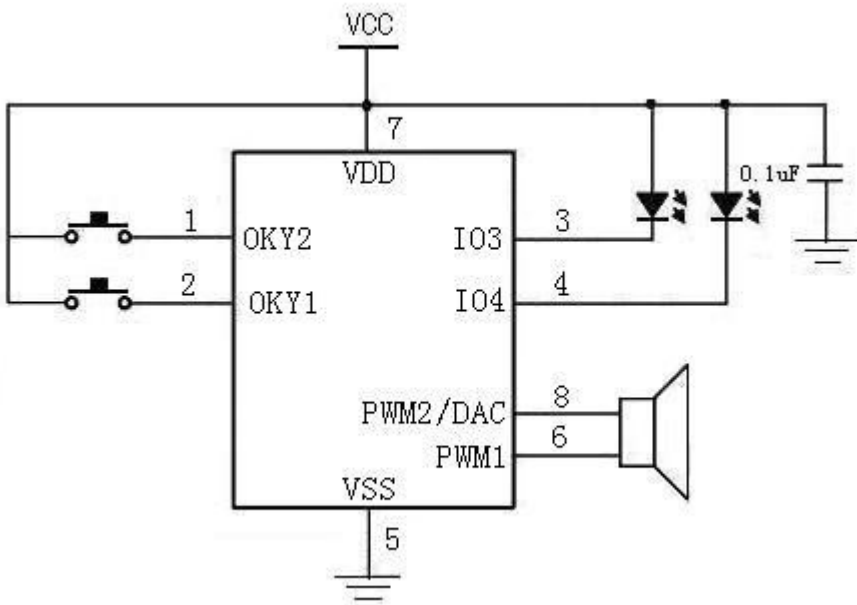 VCC
7
VDD
0.1uF
1
OKY2
IO3
3
2
OKY1
IO4
4
PWM2/DAC
8
PWM1
6
VSS
5